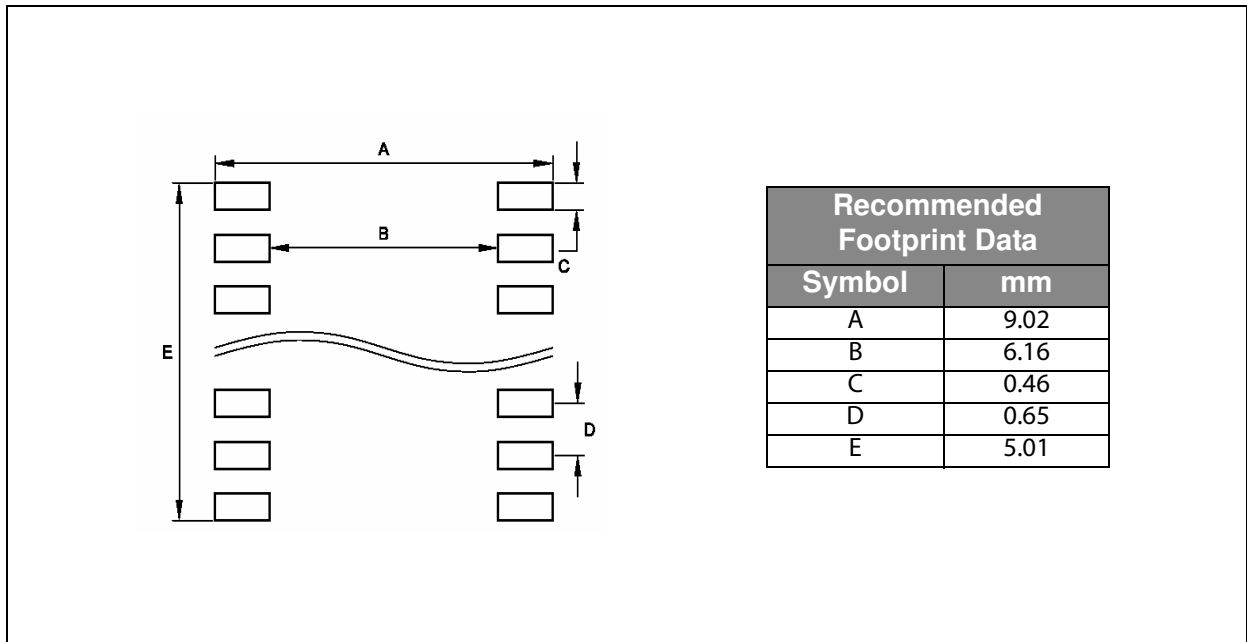 A
B
C
E
D
Recommended
Footprint Data
Symbol mm
A 9.02
B 6.16
C 0.46
D 0.65
E 5.01